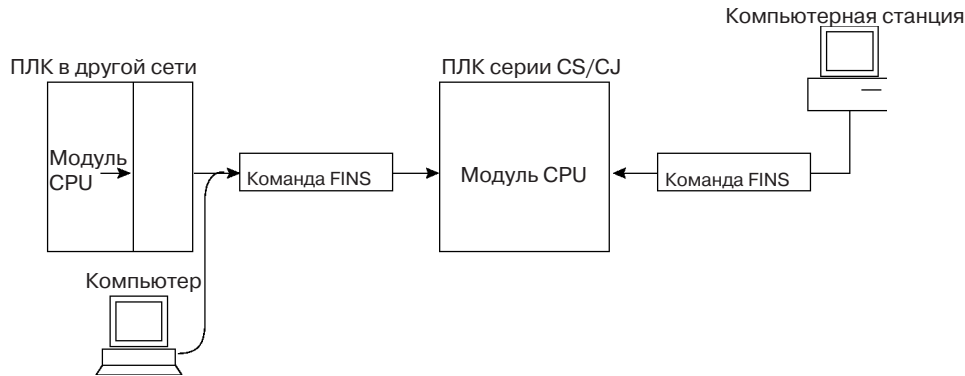 Компьютерная станция
ПЛК в другой сети
ПЛК серии CS/CJ
Модуль
CPU
Команда FINS
Модуль CPU
Команда FINS
Компьютер